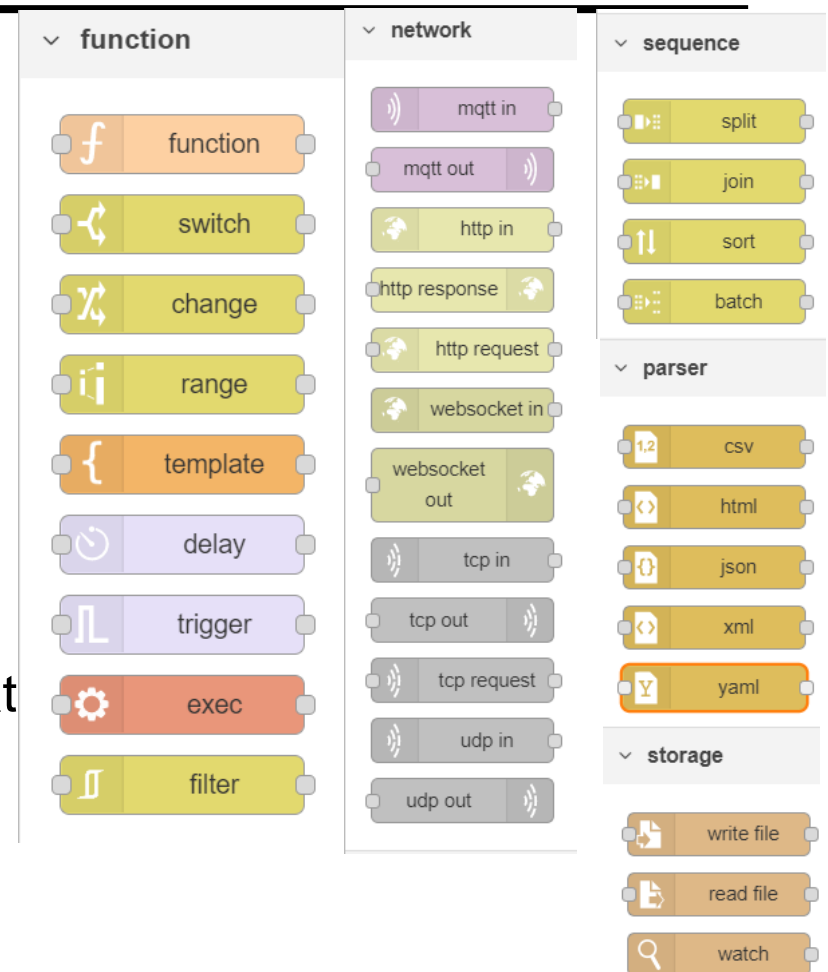 function
function
switch
change
range
template
delay
trigger
exec
filter
network
mqtt in
mqtt out
http in
http response
http request
websocket in
websocket
out
tcp in
tcp out
tcp request
udp in
udp out
sequence
split
join
sort
batch
parser
1,2
csv
html
json
xml
Y
yaml
storage
write file
read file
watch
t